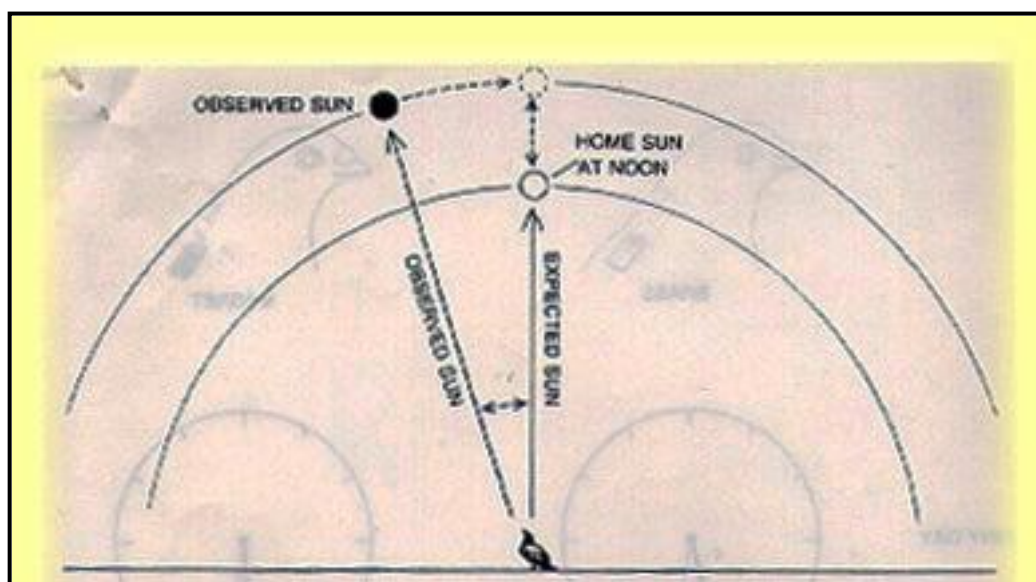 OBSERVED SUN
HOME SUN
AT NOON
OBSERVED SUN
EXPECTED SUN